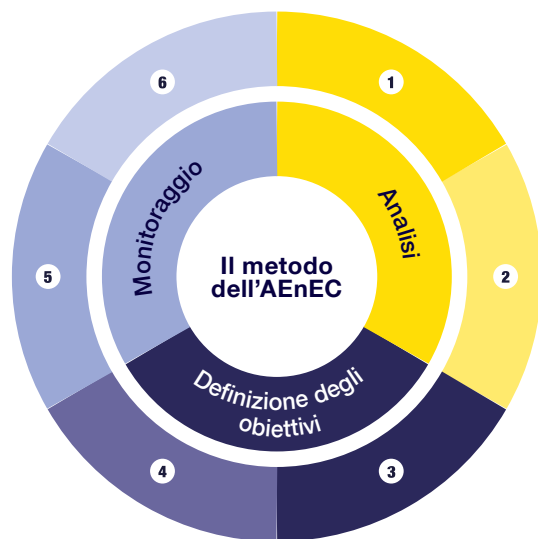 6
1
Monitoraggio
Analisi
5
Il metodo
dell’AEnEC
2
Definizione degli
obiettivi
4
3